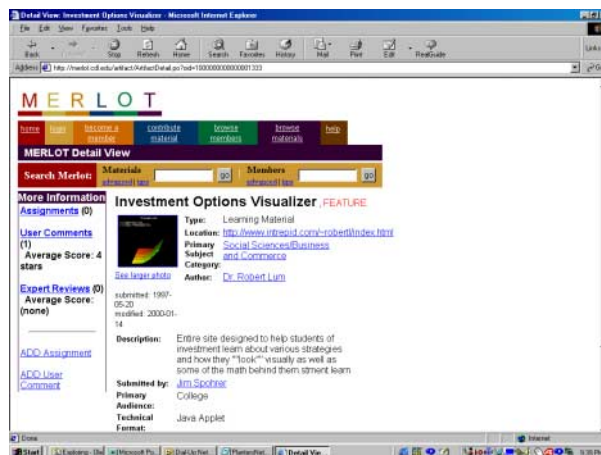 Detail View: Investment Options Visualizer - Microsoft Internet Explorer
File Edit View Favorites Tools Help
Back Stop Refresh Home Search Favorites History Mail Print Edit RealGuide
Links
Address
MERLOT
home login become a member contribute material browse members browse materials help
MERLOT Detail View
Search Merlot: Materials go Members go
advanced tips advanced tips
More Information
Assignments (0)
User Comments
(1)
Average Score: 4
stars
Expert Reviews (0)
Average Score:
(none)
ADD Assignment
ADD User
Comment
Investment Options Visualizer , FEATURE
See larger photo
submitted: 1997-
05-20
modified: 2000-01-
14
Type: Learning Material
Location: http://www.intrepid.com/~robertl/index.html
Primary Subject Category: Social Sciences/Business and Commerce
Author: Dr. Robert Lum
Description: Entire site designed to help students of
investment learn about various strategies
and how they ""look"" visually as well as
some of the math behind them.stment learn
Submitted by: Jim Spohrer
Primary Audience: College
Technical Format: Java Applet
Done
Internet
Start